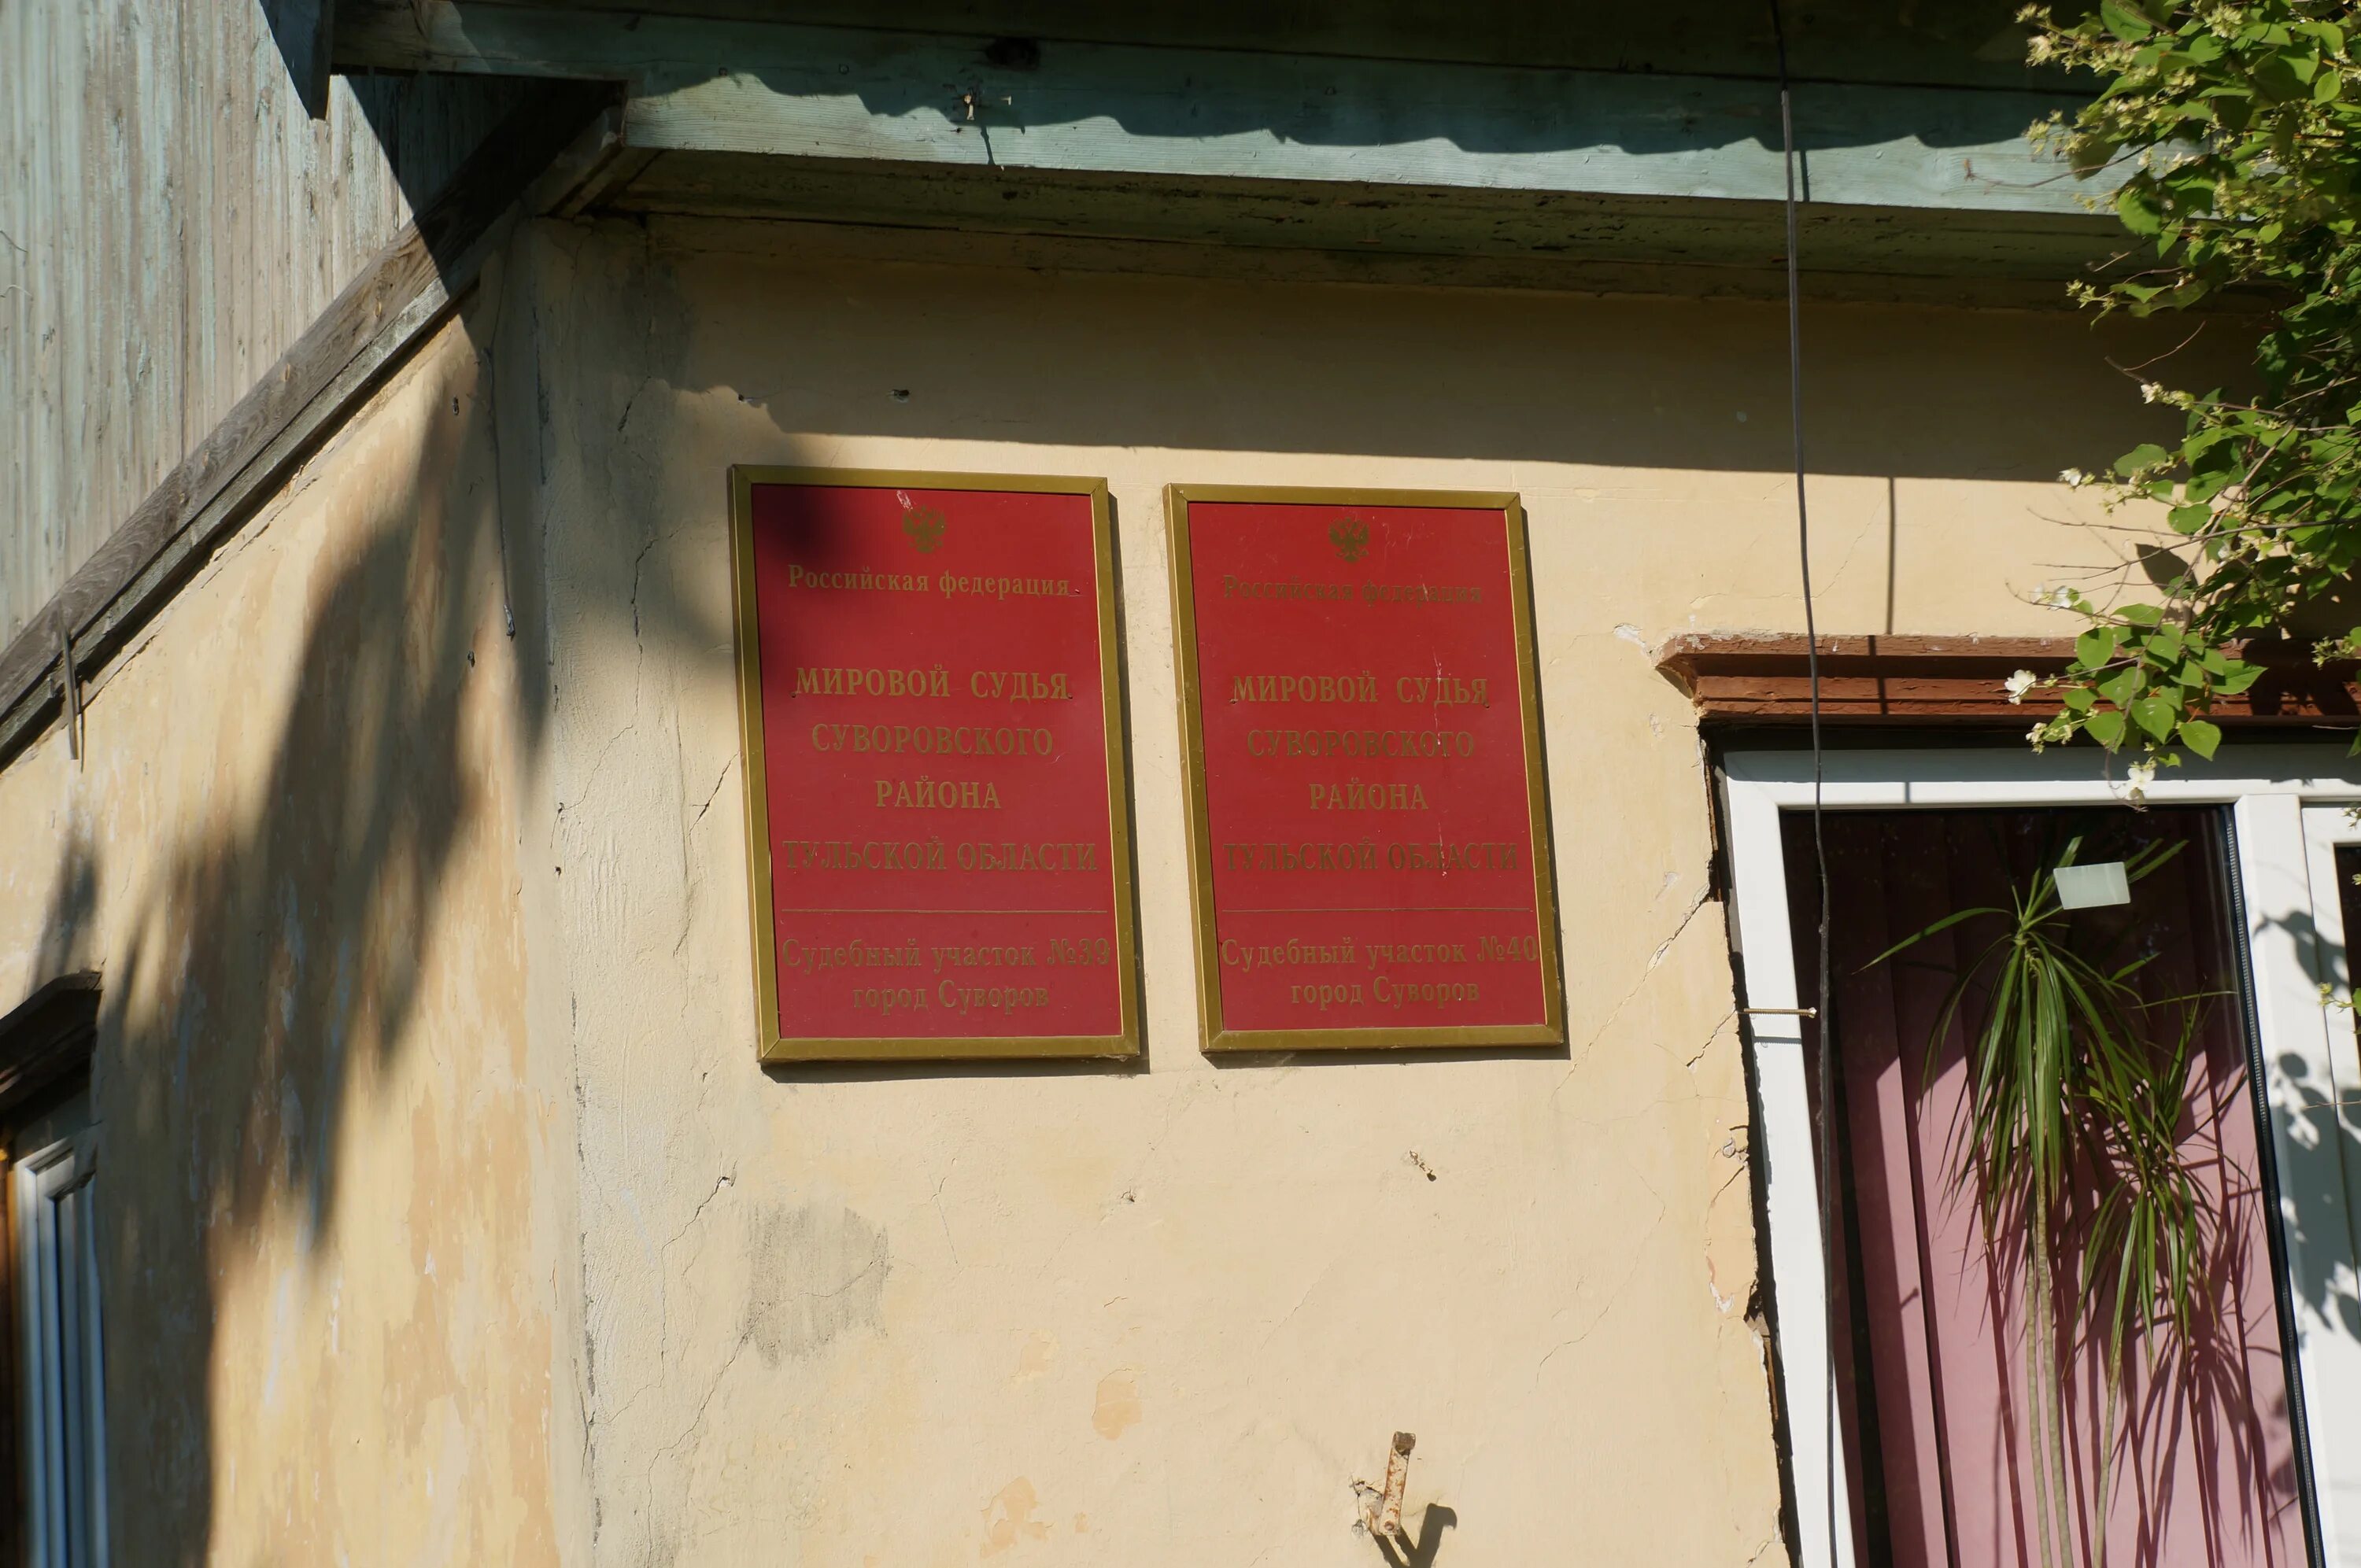 Российская федерация
МИРОВОЙ СУДЬЯ
СУВОРОВСКОГО
РАЙОНА
ТУЛЬСКОЙ ОБЛАСТИ
Судебный участок №39
город Суворов
Российская федерация
МИРОВОЙ СУДЬЯ
СУВОРОВСКОГО
РАЙОНА
ТУЛЬСКОЙ ОБЛАСТИ
Судебный участок №40
город Суворов